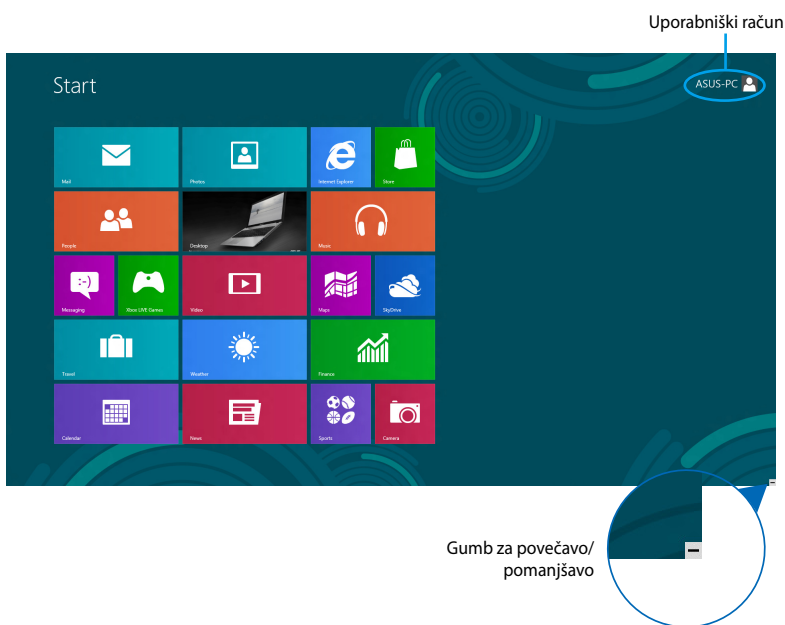 Uporabniški račun
Start
ASUS-PC
Mail
Photos
Internet Explorer
Store
People
Desktop
Music
Messaging
Xbox LIVE Games
Video
Maps
SkyDrive
Travel
Weather
Finance
Calendar
News
Sports
Camera
Gumb za povečavo/
pomanjšavo